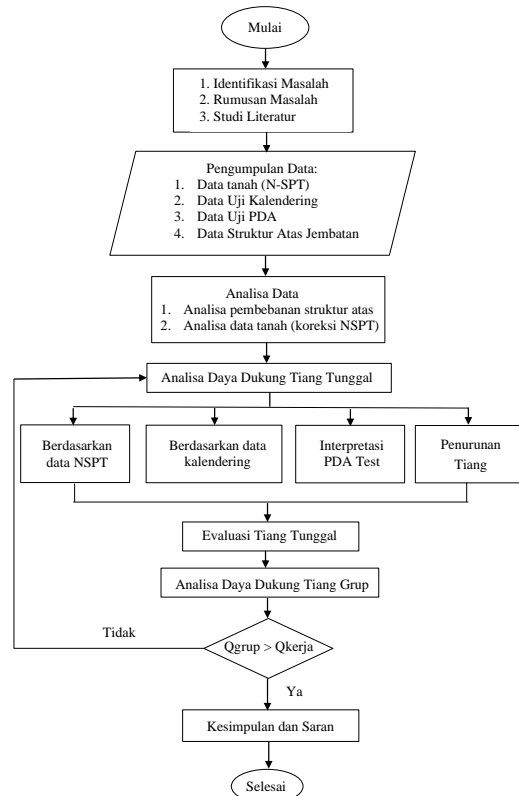 Mulai
1. Identifikasi Masalah
2. Rumusan Masalah
3. Studi Literatur
Pengumpulan Data:
1. Data tanah (N-SPT)
2. Data Uji Kalendering
3. Data Uji PDA
4. Data Struktur Atas Jembatan
Analisa Data
1. Analisa pembebanan struktur atas
2. Analisa data tanah (koreksi NSPT)
Analisa Daya Dukung Tiang Tunggal
Berdasarkan
data NSPT
Berdasarkan data
kalendering
Interpretasi
PDA Test
Penurunan
Tiang
Evaluasi Tiang Tunggal
Analisa Daya Dukung Tiang Grup
Tidak
Qgrup > Qkerja
Ya
Kesimpulan dan Saran
Selesai